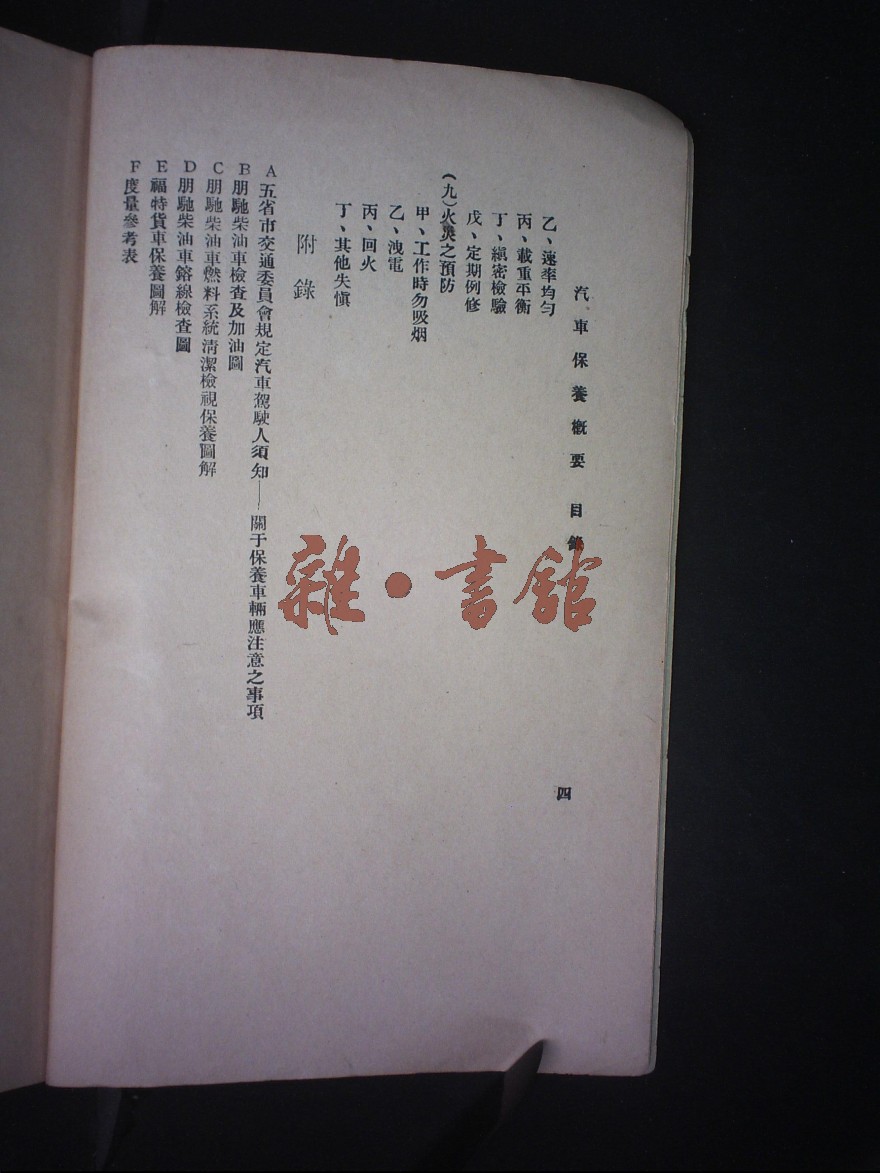 汽車保養概要 目錄
四
乙、速率均勻
丙、載重平衡
丁、縝密檢驗
戊、定期例修
(九)火災之預防
甲、工作時勿吸烟
乙、洩電
丙、回火
丁、其他失愼
附錄
A五省市交通委員會規定汽車駕駛人須知——關于保養車輛應注意之事項
B朋馳柴油車檢查及加油圖
C朋馳柴油車燃料系統清潔檢視保養圖解
D朋馳柴油車鎔線檢查圖
E福特貨車保養圖解
F度量參考表
雜·書館